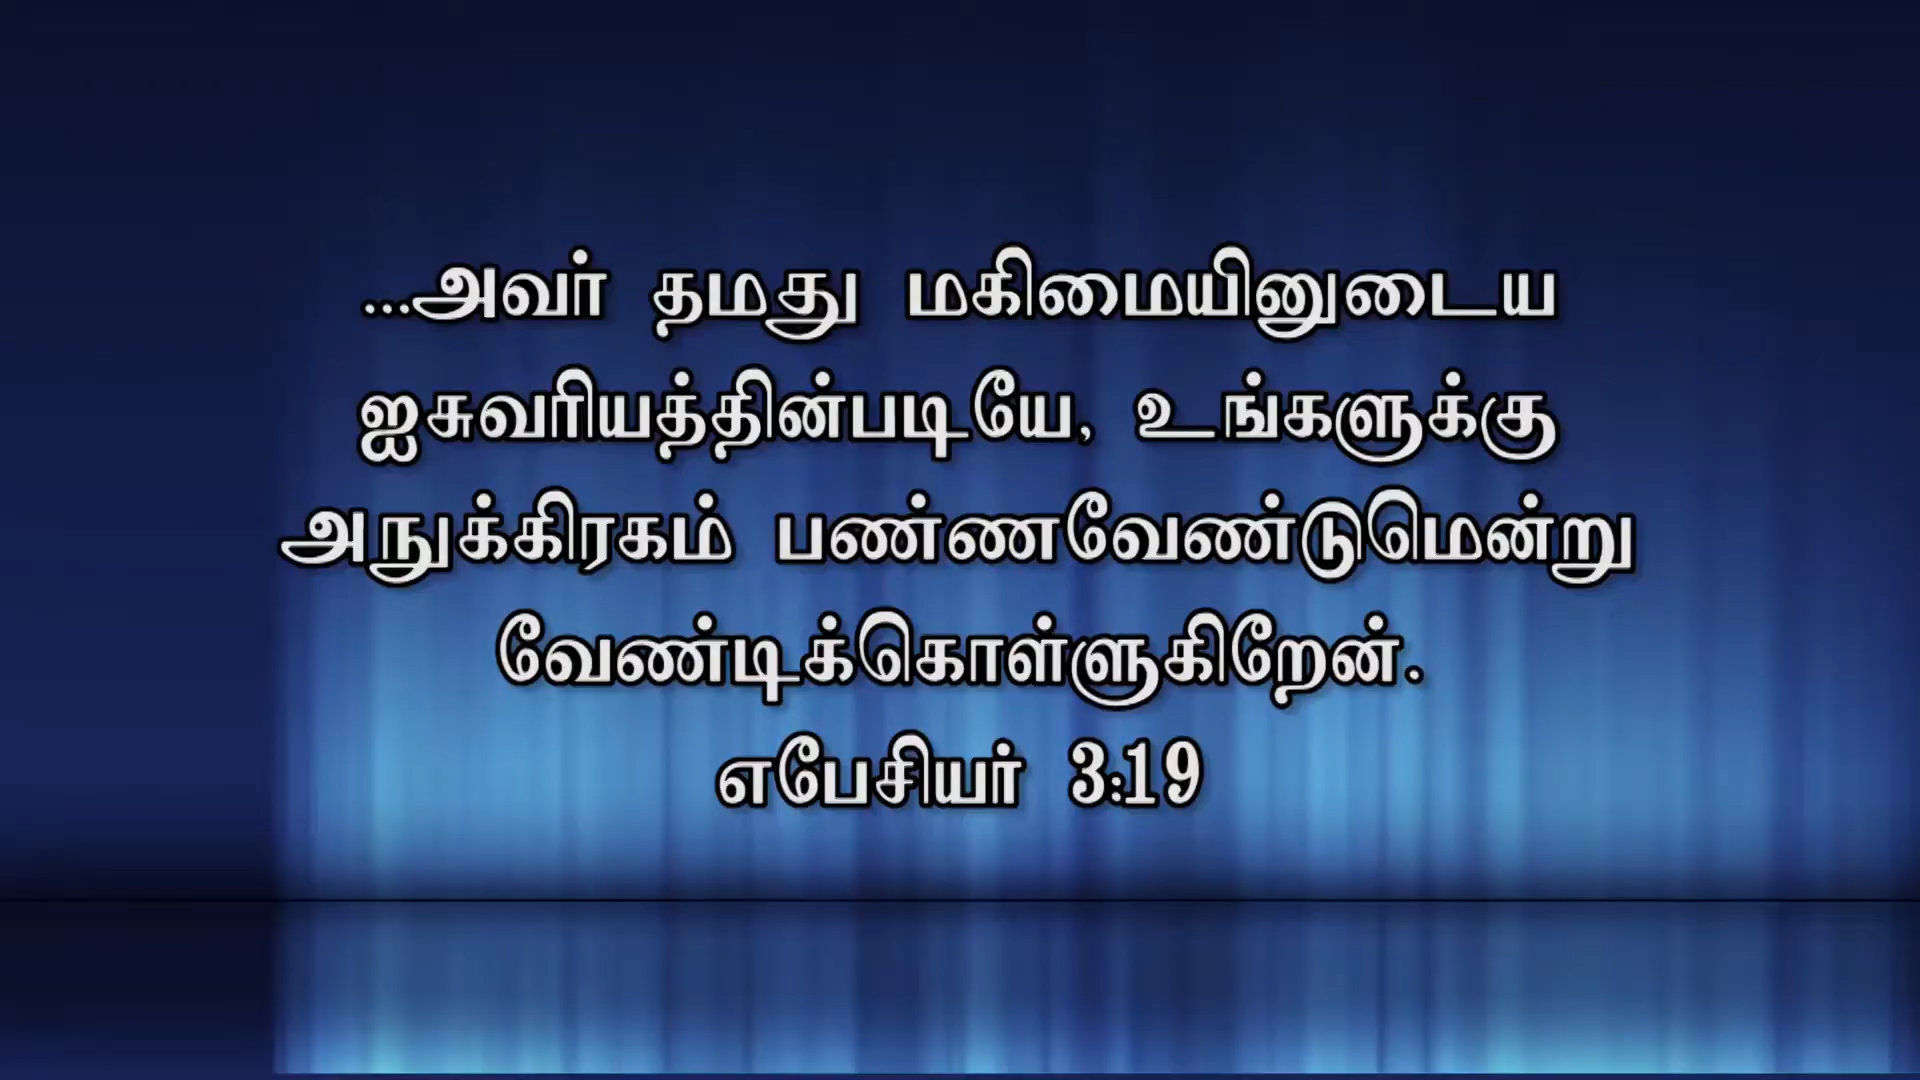 ...அவர் தமது மகிமையினுடைய
ஐசுவரியத்தின்படியே, உங்களுக்கு
அநுக்கிரகம் பண்ணவேண்டுமென்று
வேண்டிக்கொள்ளுகிறேன்.
எபேசியர் 3:19